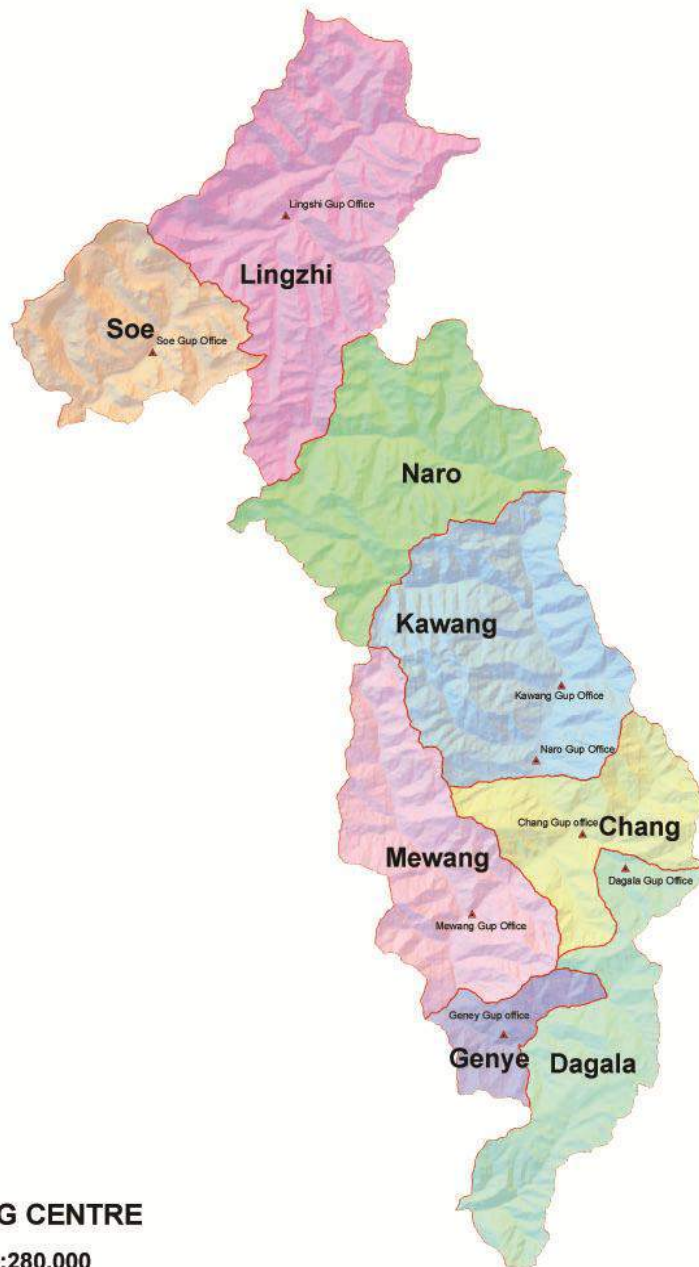 Lingshi Gup Office
Lingzhi
Soe
Soe Gup Office
Naro
Kawang
Kawang Gup Office
Naro Gup Office
Chang Gup office
Chang
Mewang
Dagala Gup Office
Mewang Gup Office
Geney Gup office
Genye
Dagala
G CENTRE
:280,000